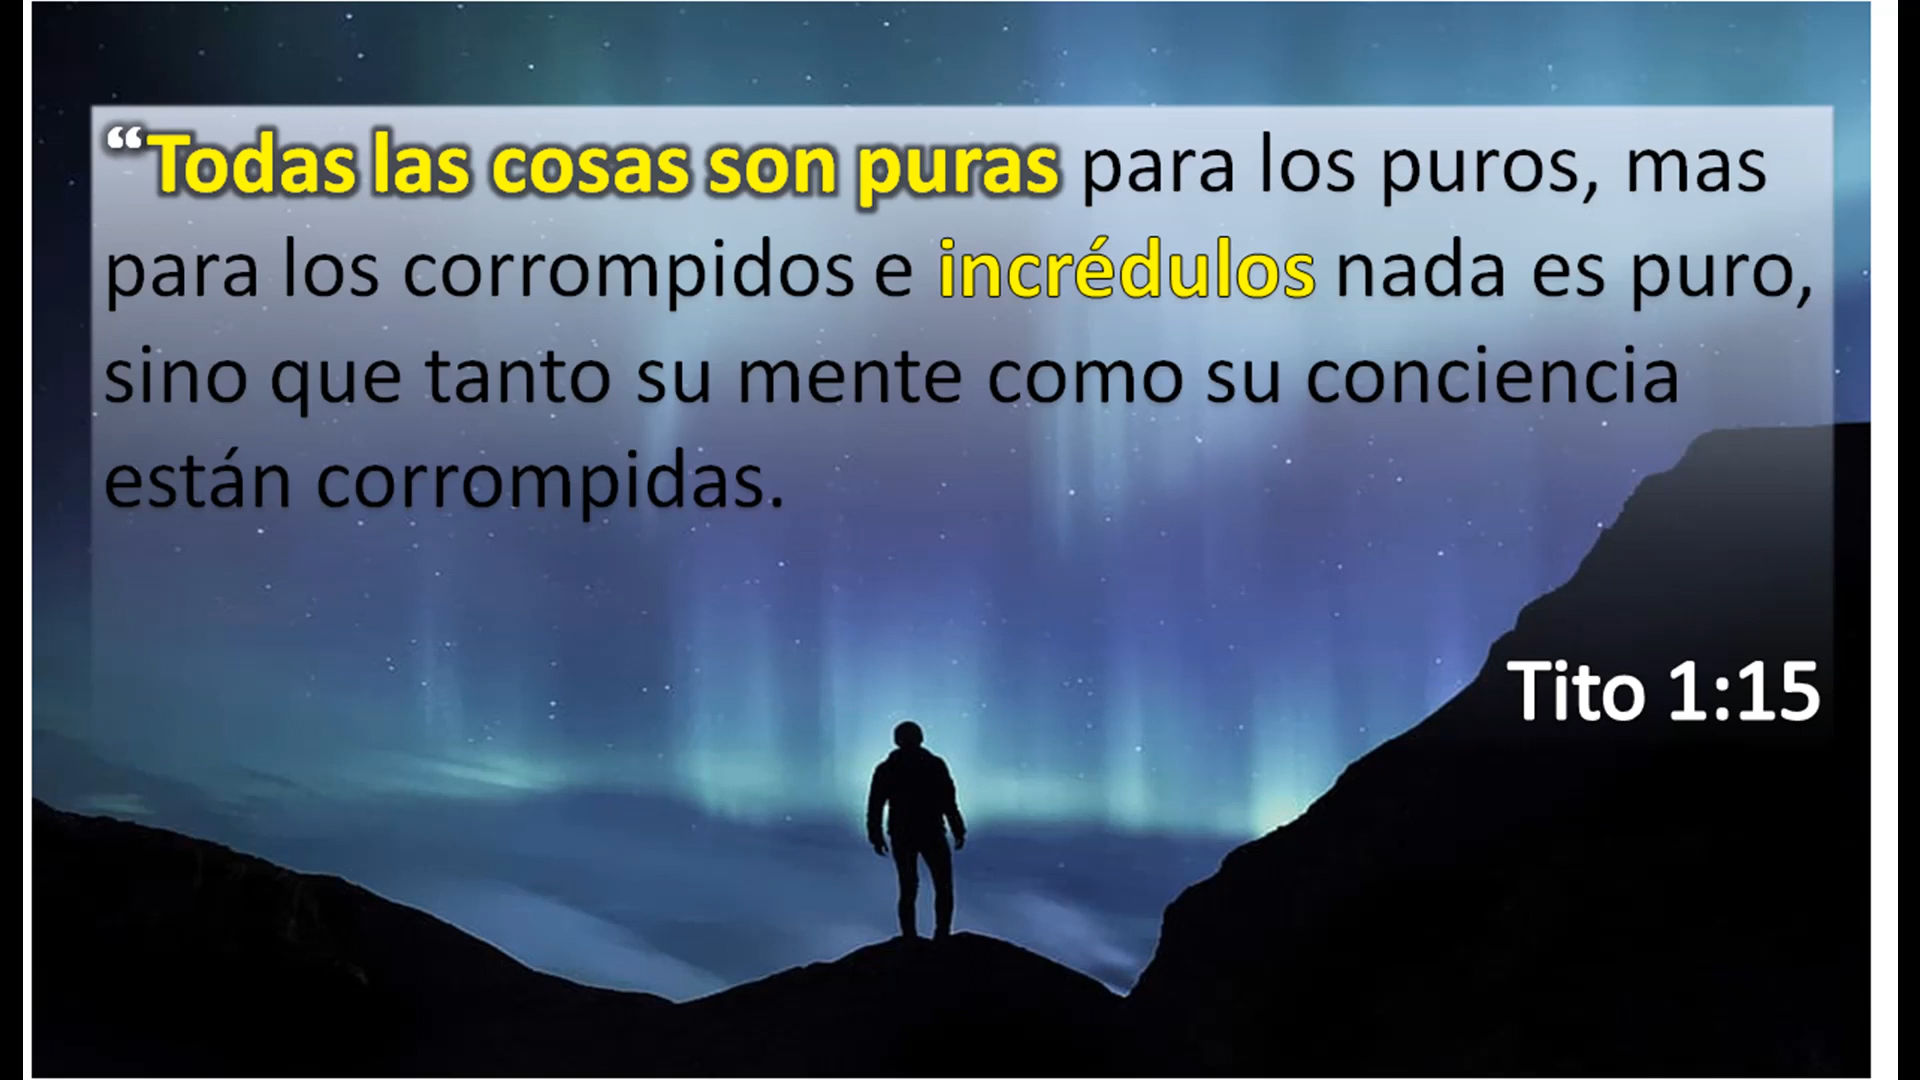 “Todas las cosas son puras para los puros, mas
para los corrompidos e incrédulos nada es puro,
sino que tanto su mente como su conciencia
están corrompidas.
Tito 1:15